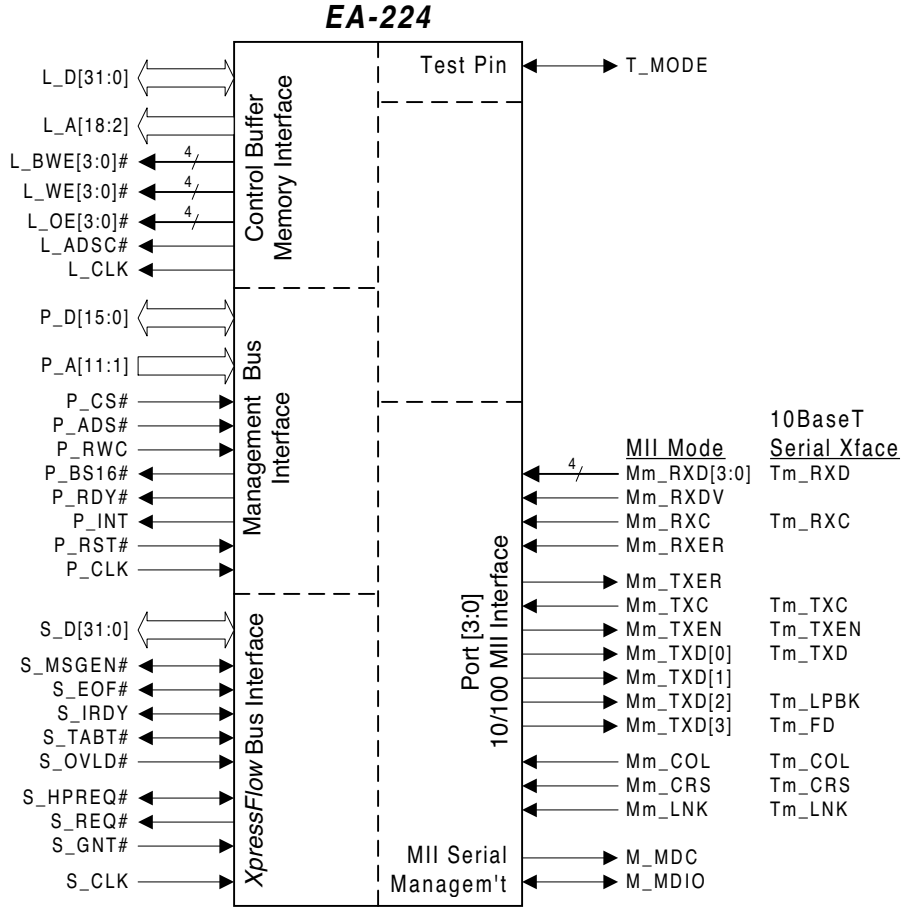 EA-224
L_D[31:0]
L_A[18:2]
L_BWE[3:0]# 4
L_WE[3:0]# 4
L_OE[3:0]# 4
L_ADSC#
L_CLK
Control Buffer
Memory Interface
P_D[15:0]
P_A[11:1]
P_CS#
P_ADS#
P_RWC
P_BS16#
P_RDY#
P_INT
P_RST#
P_CLK
Management Bus
Interface
S_D[31:0]
S_MSGEN#
S_EOF#
S_IRDY
S_TABT#
S_OVLD#
S_HPREQ#
S_REQ#
S_GNT#
S_CLK
XpressFlow Bus Interface
Test Pin
T_MODE
Port [3:0]
10/100 MII Interface
10BaseT
MII Mode Serial Xface
4 Mm_RXD[3:0] Tm_RXD
Mm_RXDV
Mm_RXC Tm_RXC
Mm_RXER
Mm_TXER
Mm_TXC Tm_TXC
Mm_TXEN Tm_TXEN
Mm_TXD[0] Tm_TXD
Mm_TXD[1]
Mm_TXD[2] Tm_LPBK
Mm_TXD[3] Tm_FD
Mm_COL Tm_COL
Mm_CRS Tm_CRS
Mm_LNK Tm_LNK
MII Serial
Managem't
M_MDC
M_MDIO